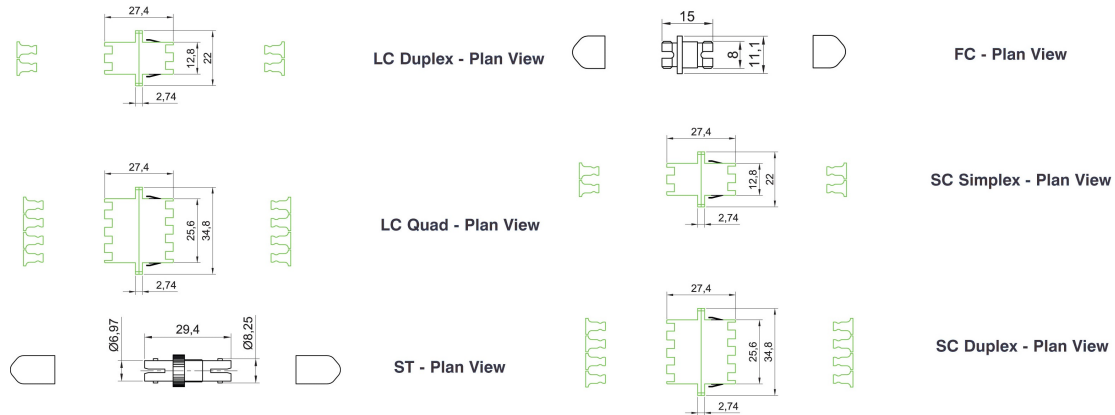 27,4
12,8
22
2,74
LC Duplex - Plan View
27,4
25,6
34,8
2,74
LC Quad - Plan View
Ø6,97
29,4
Ø8,25
ST - Plan View
15
8
11,1
FC - Plan View
27,4
12,8
22
2,74
SC Simplex - Plan View
27,4
25,6
34,8
2,74
SC Duplex - Plan View